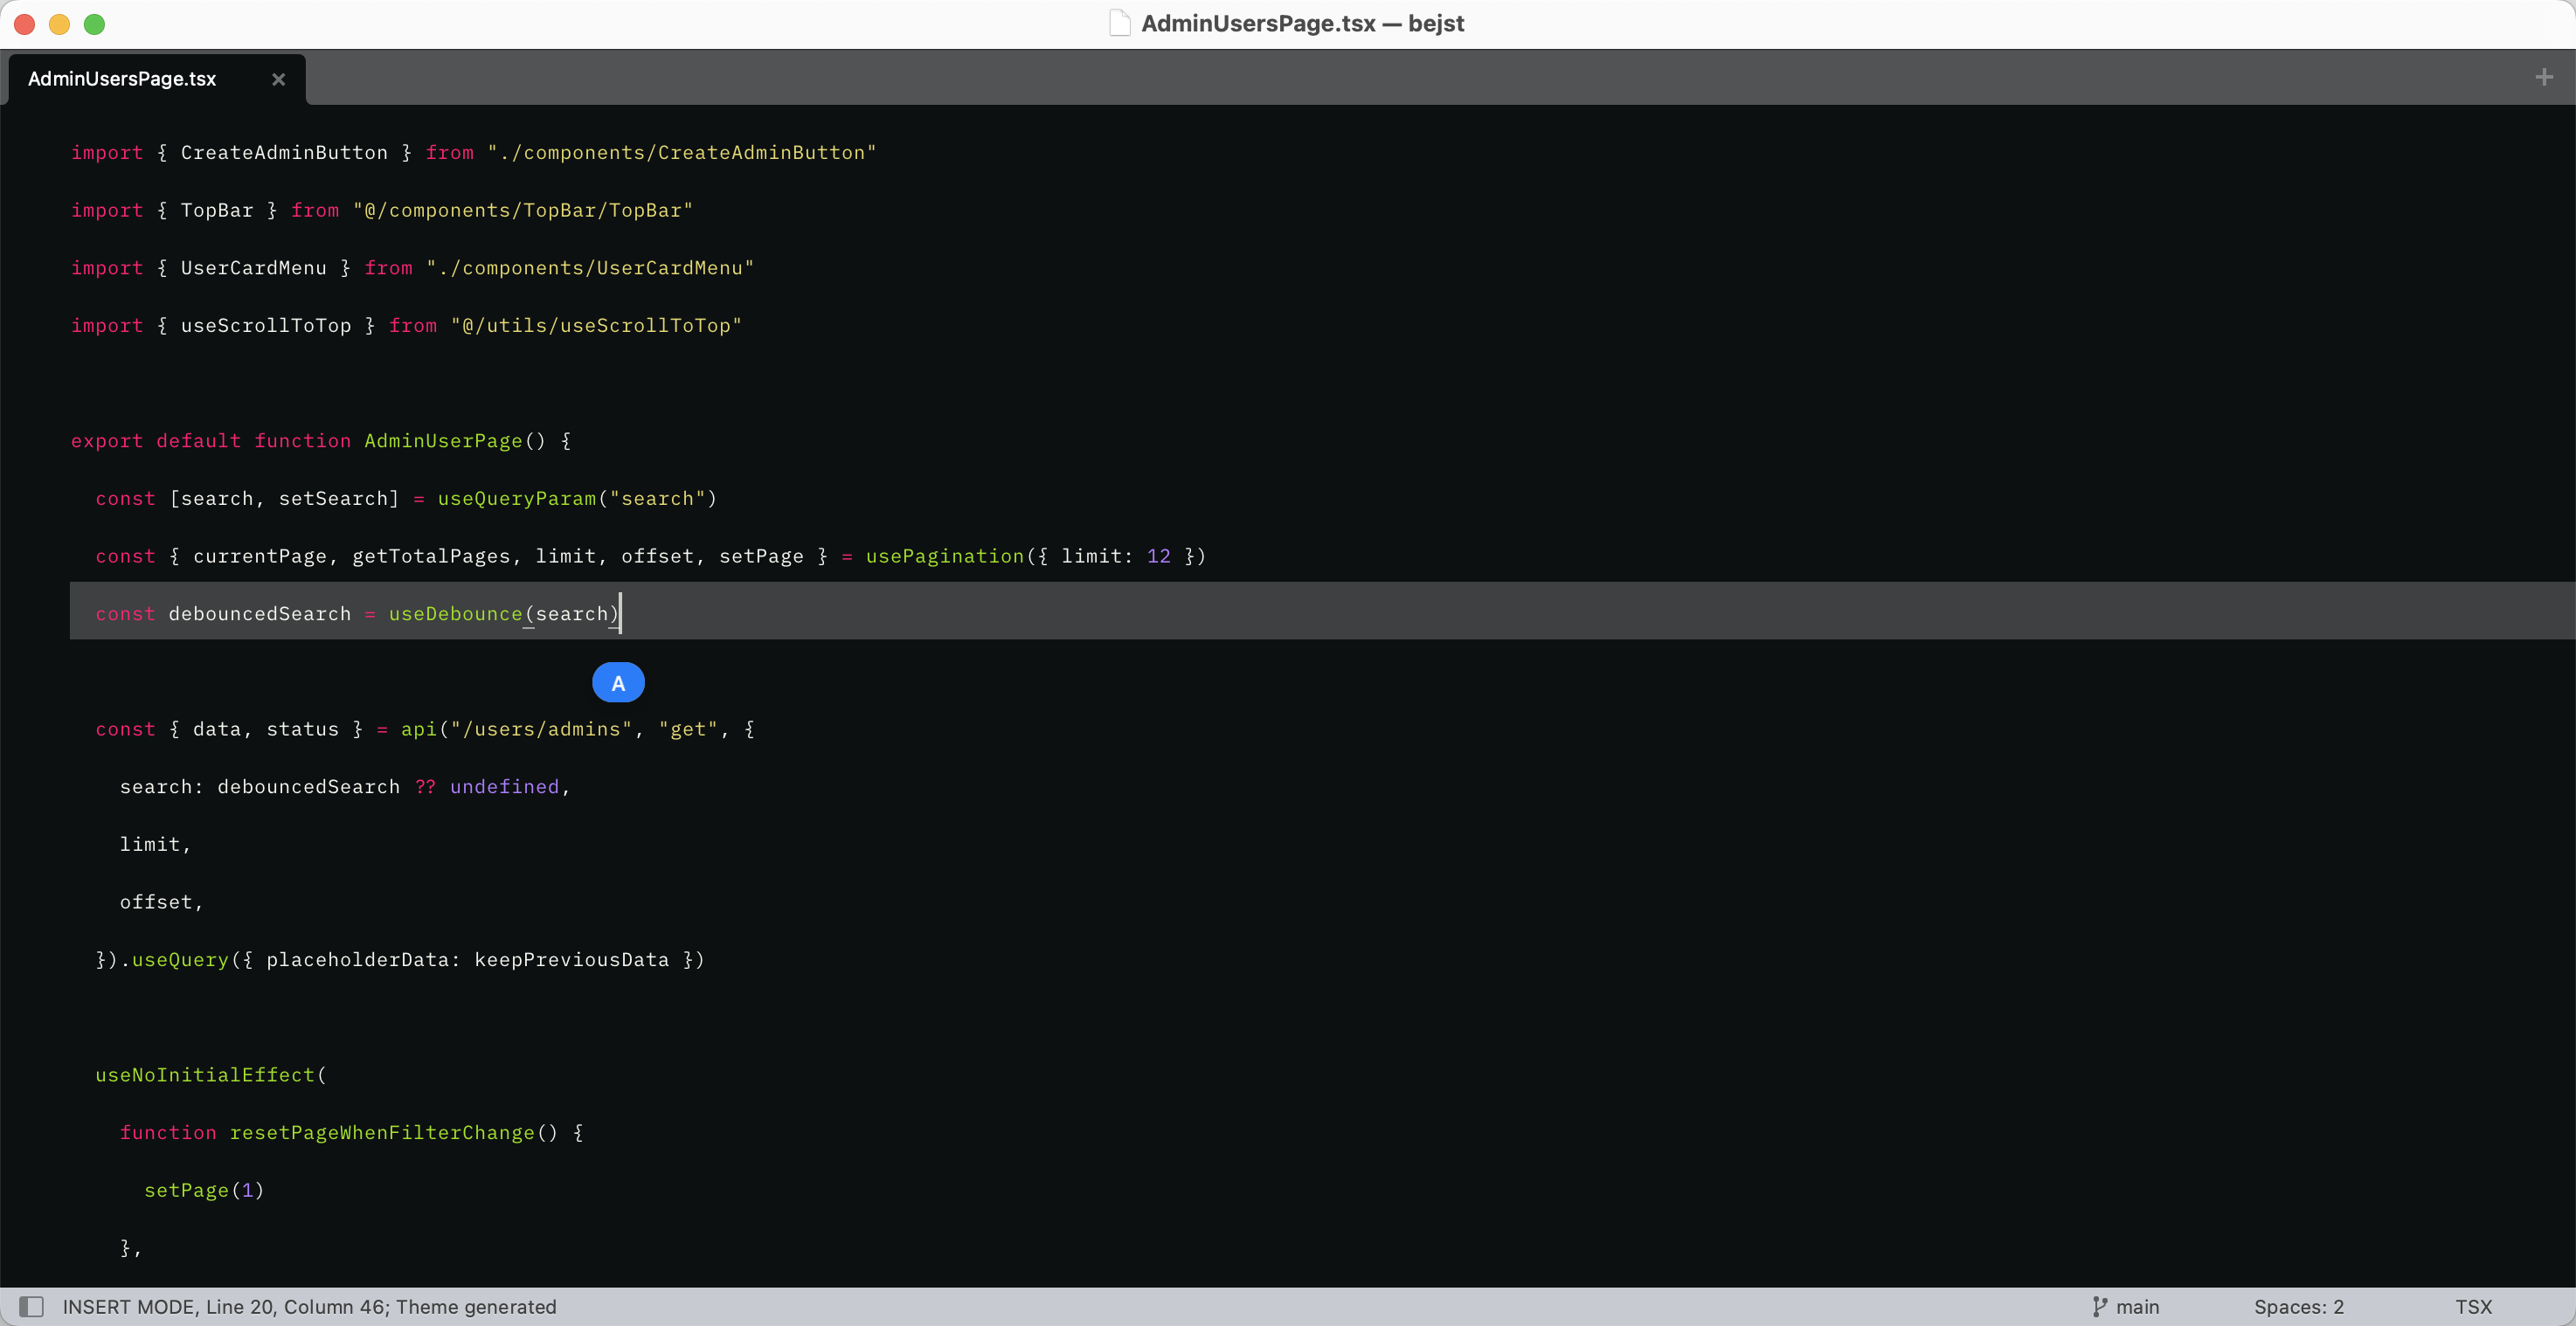 AdminUsersPage.tsx — bejst
AdminUsersPage.tsx
import { CreateAdminButton } from "./components/CreateAdminButton"
import { TopBar } from "@/components/TopBar/TopBar"
import { UserCardMenu } from "./components/UserCardMenu"
import { useScrollToTop } from "@/utils/useScrollToTop"
export default function AdminUserPage() {
  const [search, setSearch] = useQueryParam("search")
  const { currentPage, getTotalPages, limit, offset, setPage } = usePagination({ limit: 12 })
  const debouncedSearch = useDebounce(search)
A
  const { data, status } = api("/users/admins", "get", {
    search: debouncedSearch ?? undefined,
    limit,
    offset,
  }).useQuery({ placeholderData: keepPreviousData })
  useNoInitialEffect(
    function resetPageWhenFilterChange() {
      setPage(1)
    },
INSERT MODE, Line 20, Column 46; Theme generated
main
Spaces: 2
TSX